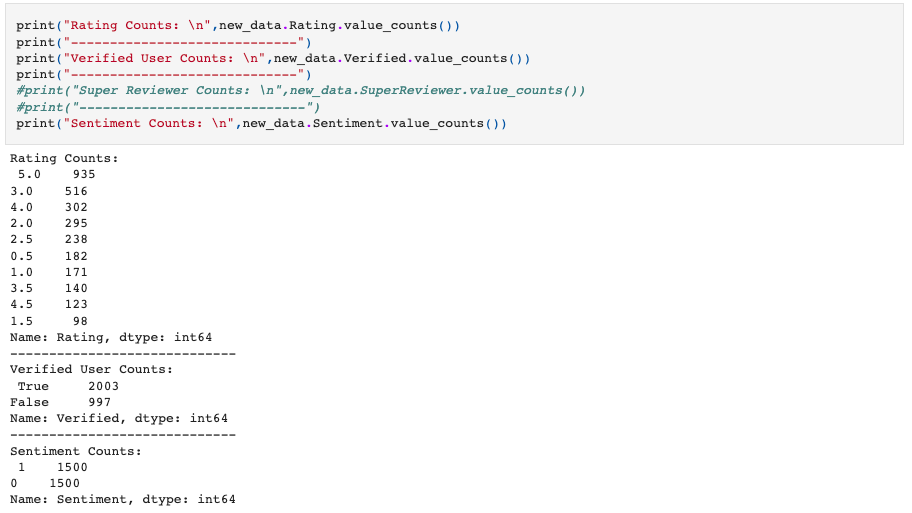 print("Rating Counts: \n",new_data.Rating.value_counts())
print("-----------------------------")
print("Verified User Counts: \n",new_data.Verified.value_counts())
print("-----------------------------")
#print("Super Reviewer Counts: \n",new_data.SuperReviewer.value_counts())
#print("-----------------------------")
print("Sentiment Counts: \n",new_data.Sentiment.value_counts())
Rating Counts:
 5.0    935
3.0    516
4.0    302
2.0    295
2.5    238
0.5    182
1.0    171
3.5    140
4.5    123
1.5     98
Name: Rating, dtype: int64
-----------------------------
Verified User Counts:
 True     2003
False     997
Name: Verified, dtype: int64
-----------------------------
Sentiment Counts:
 1    1500
0    1500
Name: Sentiment, dtype: int64